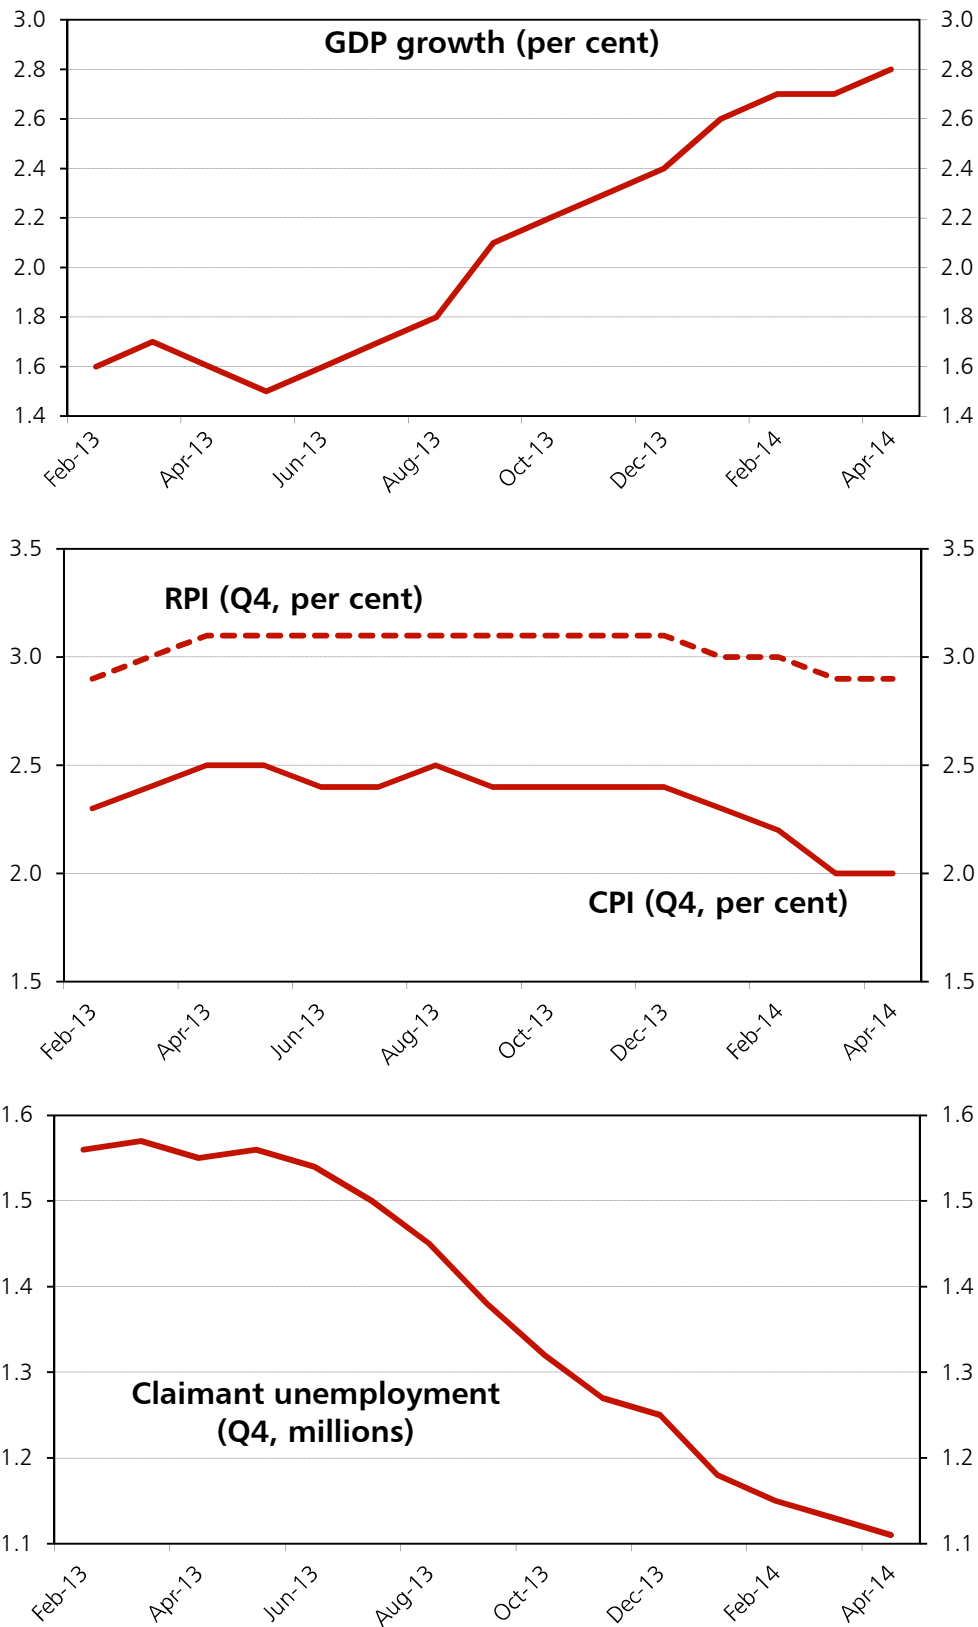 GDP growth (per cent)
3.0 3.0
2.8 2.8
2.6 2.6
2.4 2.4
2.2 2.2
2.0 2.0
1.8 1.8
1.6 1.6
1.4 1.4
Feb-13 Apr-13 Jun-13 Aug-13 Oct-13 Dec-13 Feb-14 Apr-14
3.5 3.5
RPI (Q4, per cent)
3.0 3.0
2.5 2.5
2.0 2.0
CPI (Q4, per cent)
1.5 1.5
Feb-13 Apr-13 Jun-13 Aug-13 Oct-13 Dec-13 Feb-14 Apr-14
1.6 1.6
1.5 1.5
1.4 1.4
1.3 1.3
Claimant unemployment
(Q4, millions)
1.2 1.2
1.1 1.1
Feb-13 Apr-13 Jun-13 Aug-13 Oct-13 Dec-13 Feb-14 Apr-14